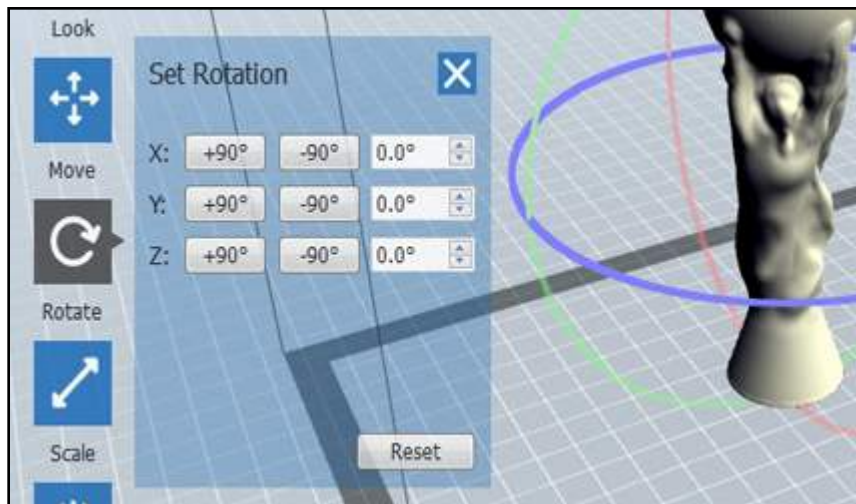 Look
Set Rotation
Move
X: +90° -90° 0.0°
Y: +90° -90° 0.0°
Z: +90° -90° 0.0°
Rotate
Scale
Reset